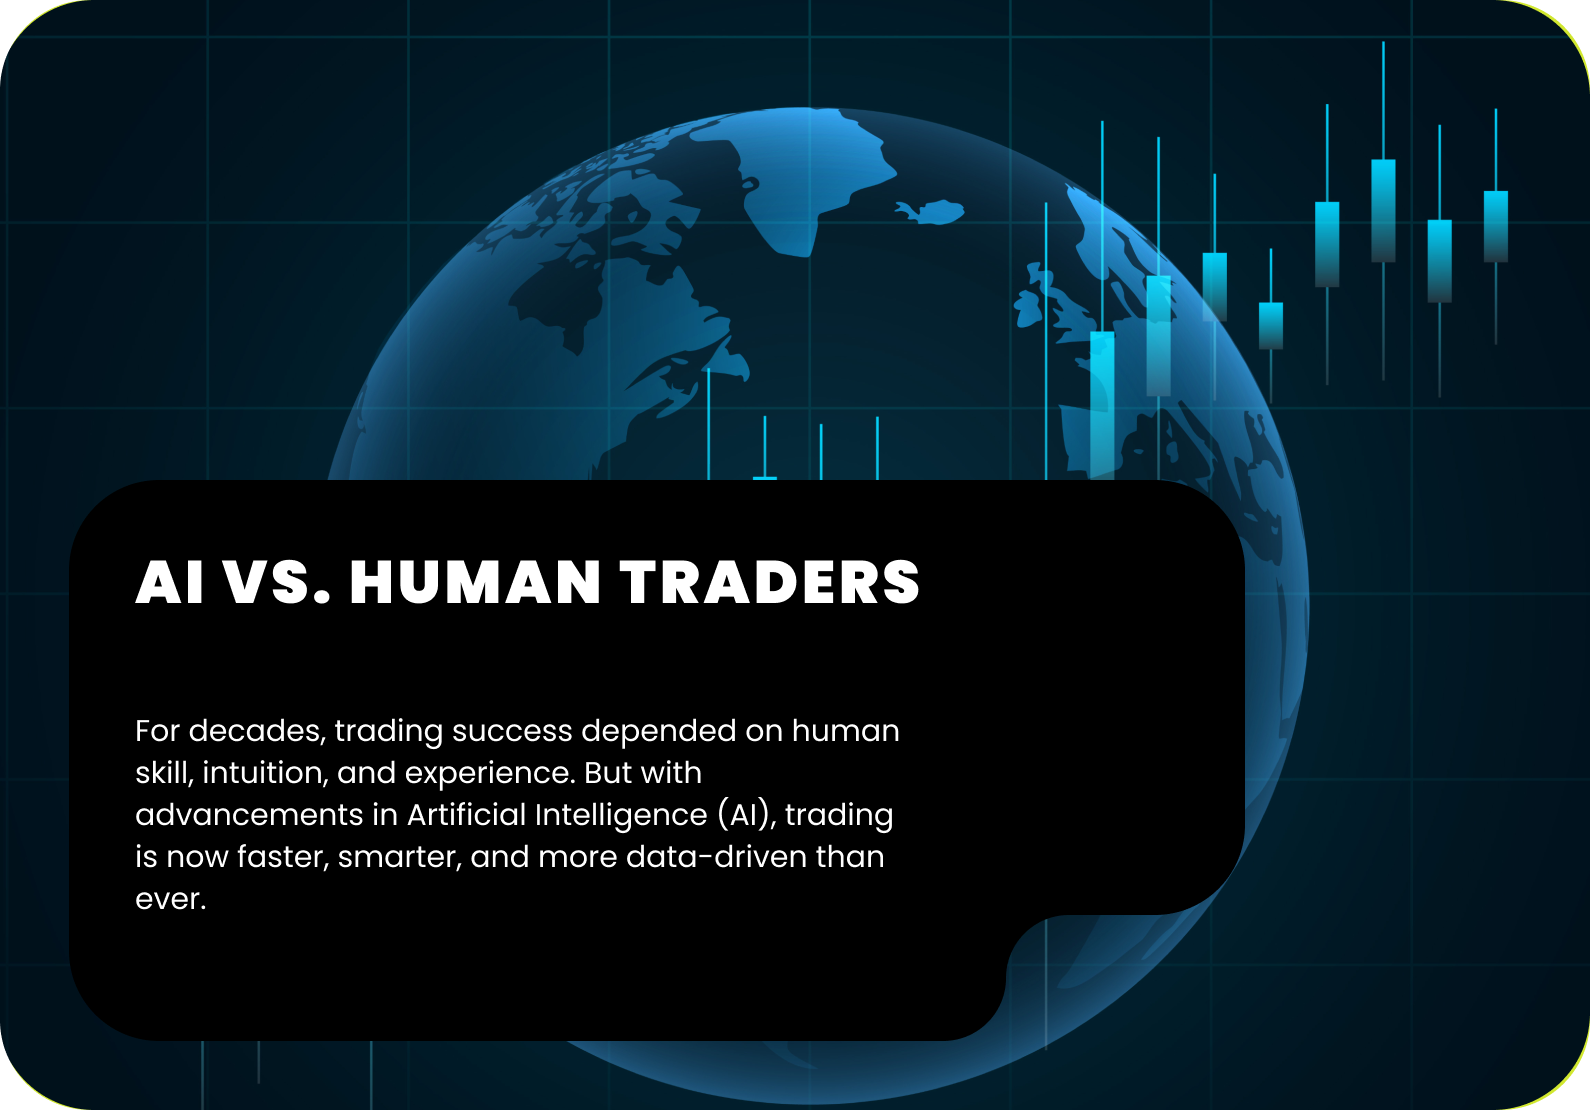 AI VS. HUMAN TRADERS
For decades, trading success depended on human
skill, intuition, and experience. But with
advancements in Artificial Intelligence (AI), trading
is now faster, smarter, and more data-driven than
ever.